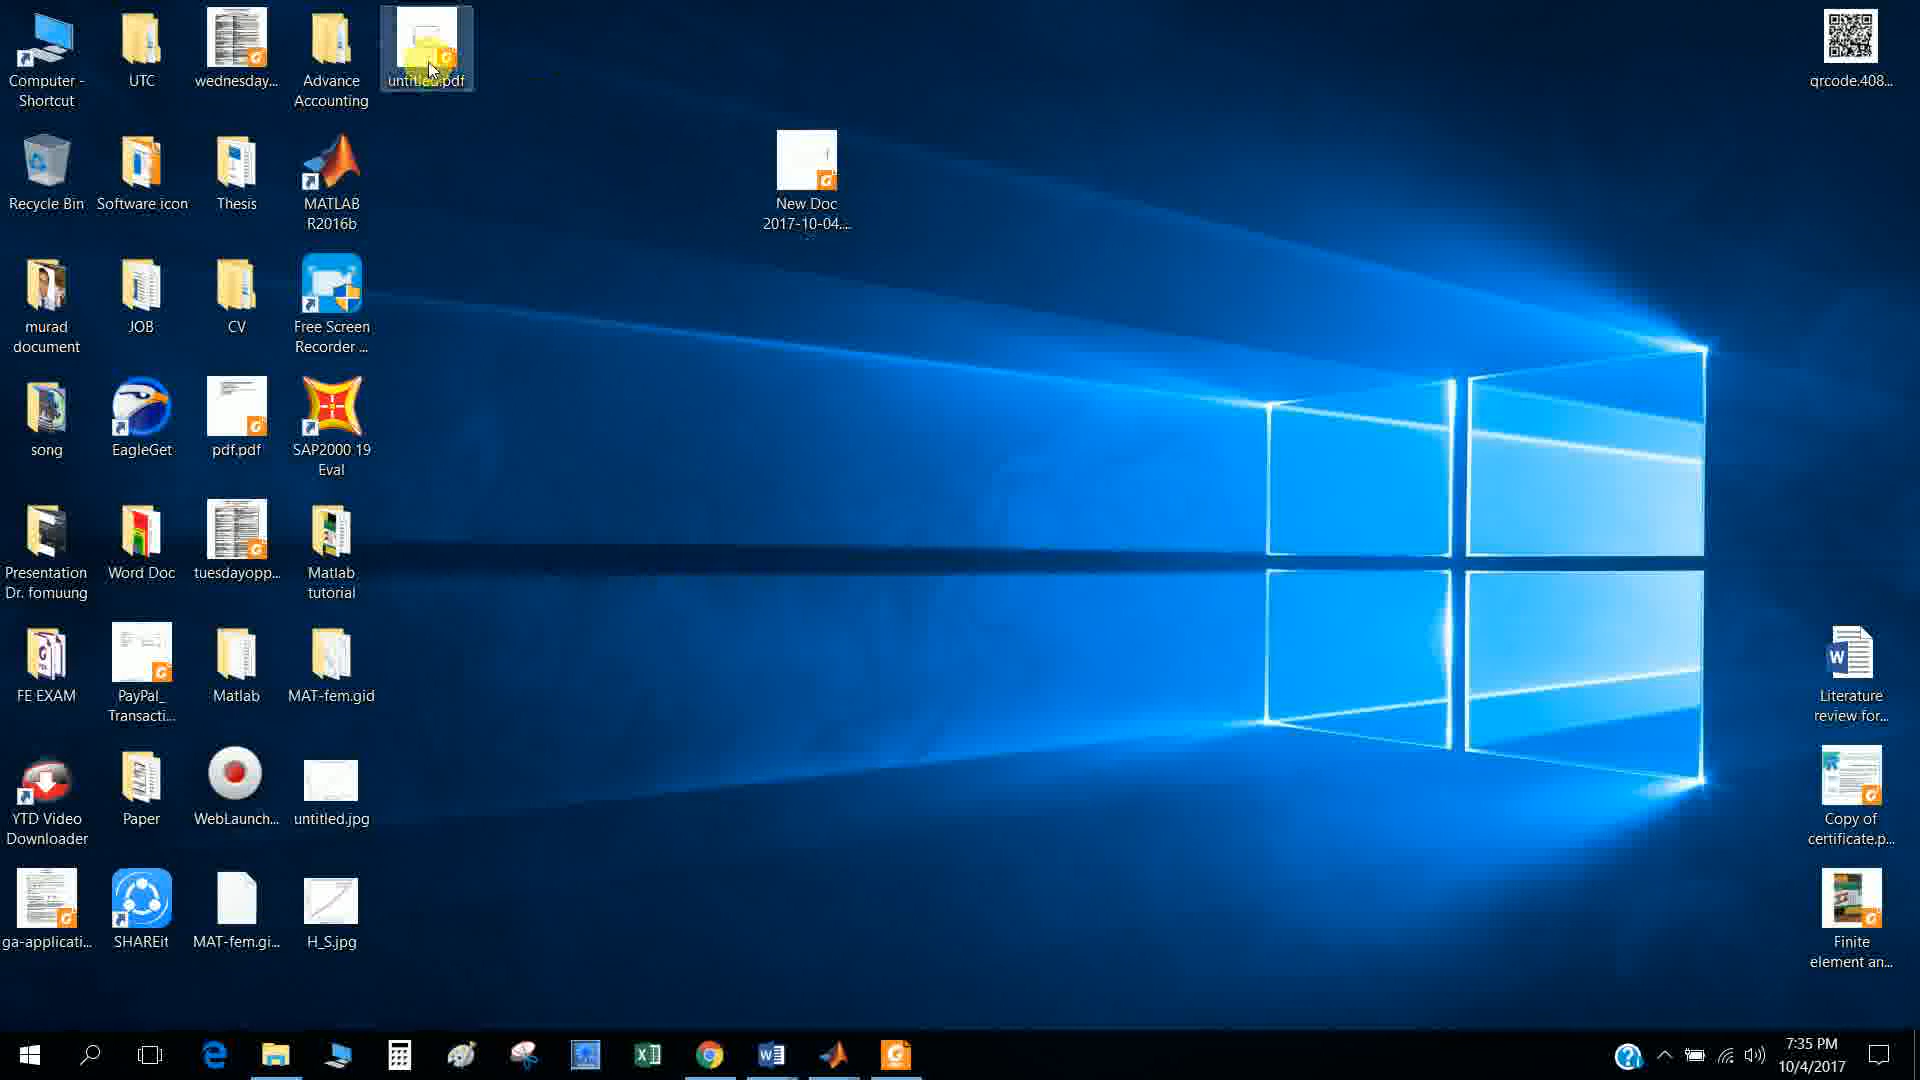 Computer -
Shortcut
UTC
wednesday...
Advance
Accounting
untitled.pdf
qrcode.408...
Recycle Bin
Software icon
Thesis
MATLAB
R2016b
New Doc
2017-10-04....
murad
document
JOB
CV
Free Screen
Recorder ...
song
EagleGet
pdf.pdf
SAP2000 19
Eval
Presentation
Dr. fomuung
Word Doc
tuesdayopp...
Matlab
tutorial
FE EXAM
PayPal_
Transacti...
Matlab
MAT-fem.gid
Literature
review for...
YTD Video
Downloader
Paper
WebLaunch...
untitled.jpg
Copy of
certificate.p...
ga-applicati...
SHAREit
MAT-fem.gi...
H_S.jpg
Finite
element an...
7:35 PM
10/4/2017